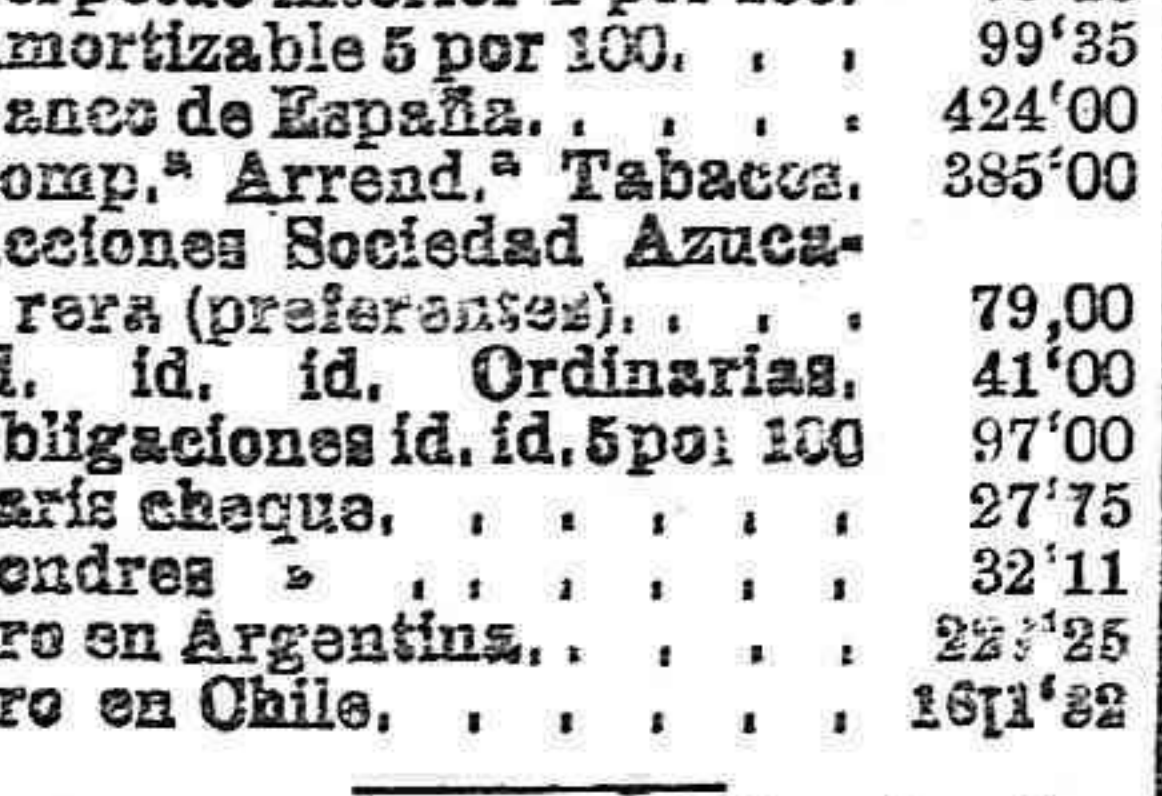 mortizable 5 por 100. . . 99'35
anco de España. . . . . 424'00
omp.ª Arrend.ª Tabacos. 385'00
cciones Sociedad Azuca-
rera (preferentes). . . . 79,00
d. id. id. Ordinarias. 41'00
bligaciones id. id. 5 por 100 97'00
arís cheque. . . . . . 27'75
endres » . . . . . . 32'11
ro en Argentina. . . . .
ro en Chile. . . . . .